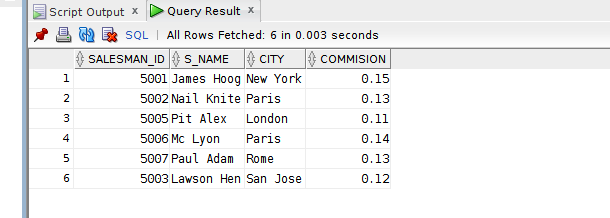 Script Output x Query Result x
SQL | All Rows Fetched: 6 in 0.003 seconds
SALESMAN_ID S_NAME CITY COMMISION
1 5001 James Hoog New York 0.15
2 5002 Nail Knite Paris 0.13
3 5005 Pit Alex London 0.11
4 5006 Mc Lyon Paris 0.14
5 5007 Paul Adam Rome 0.13
6 5003 Lawson Hen San Jose 0.12